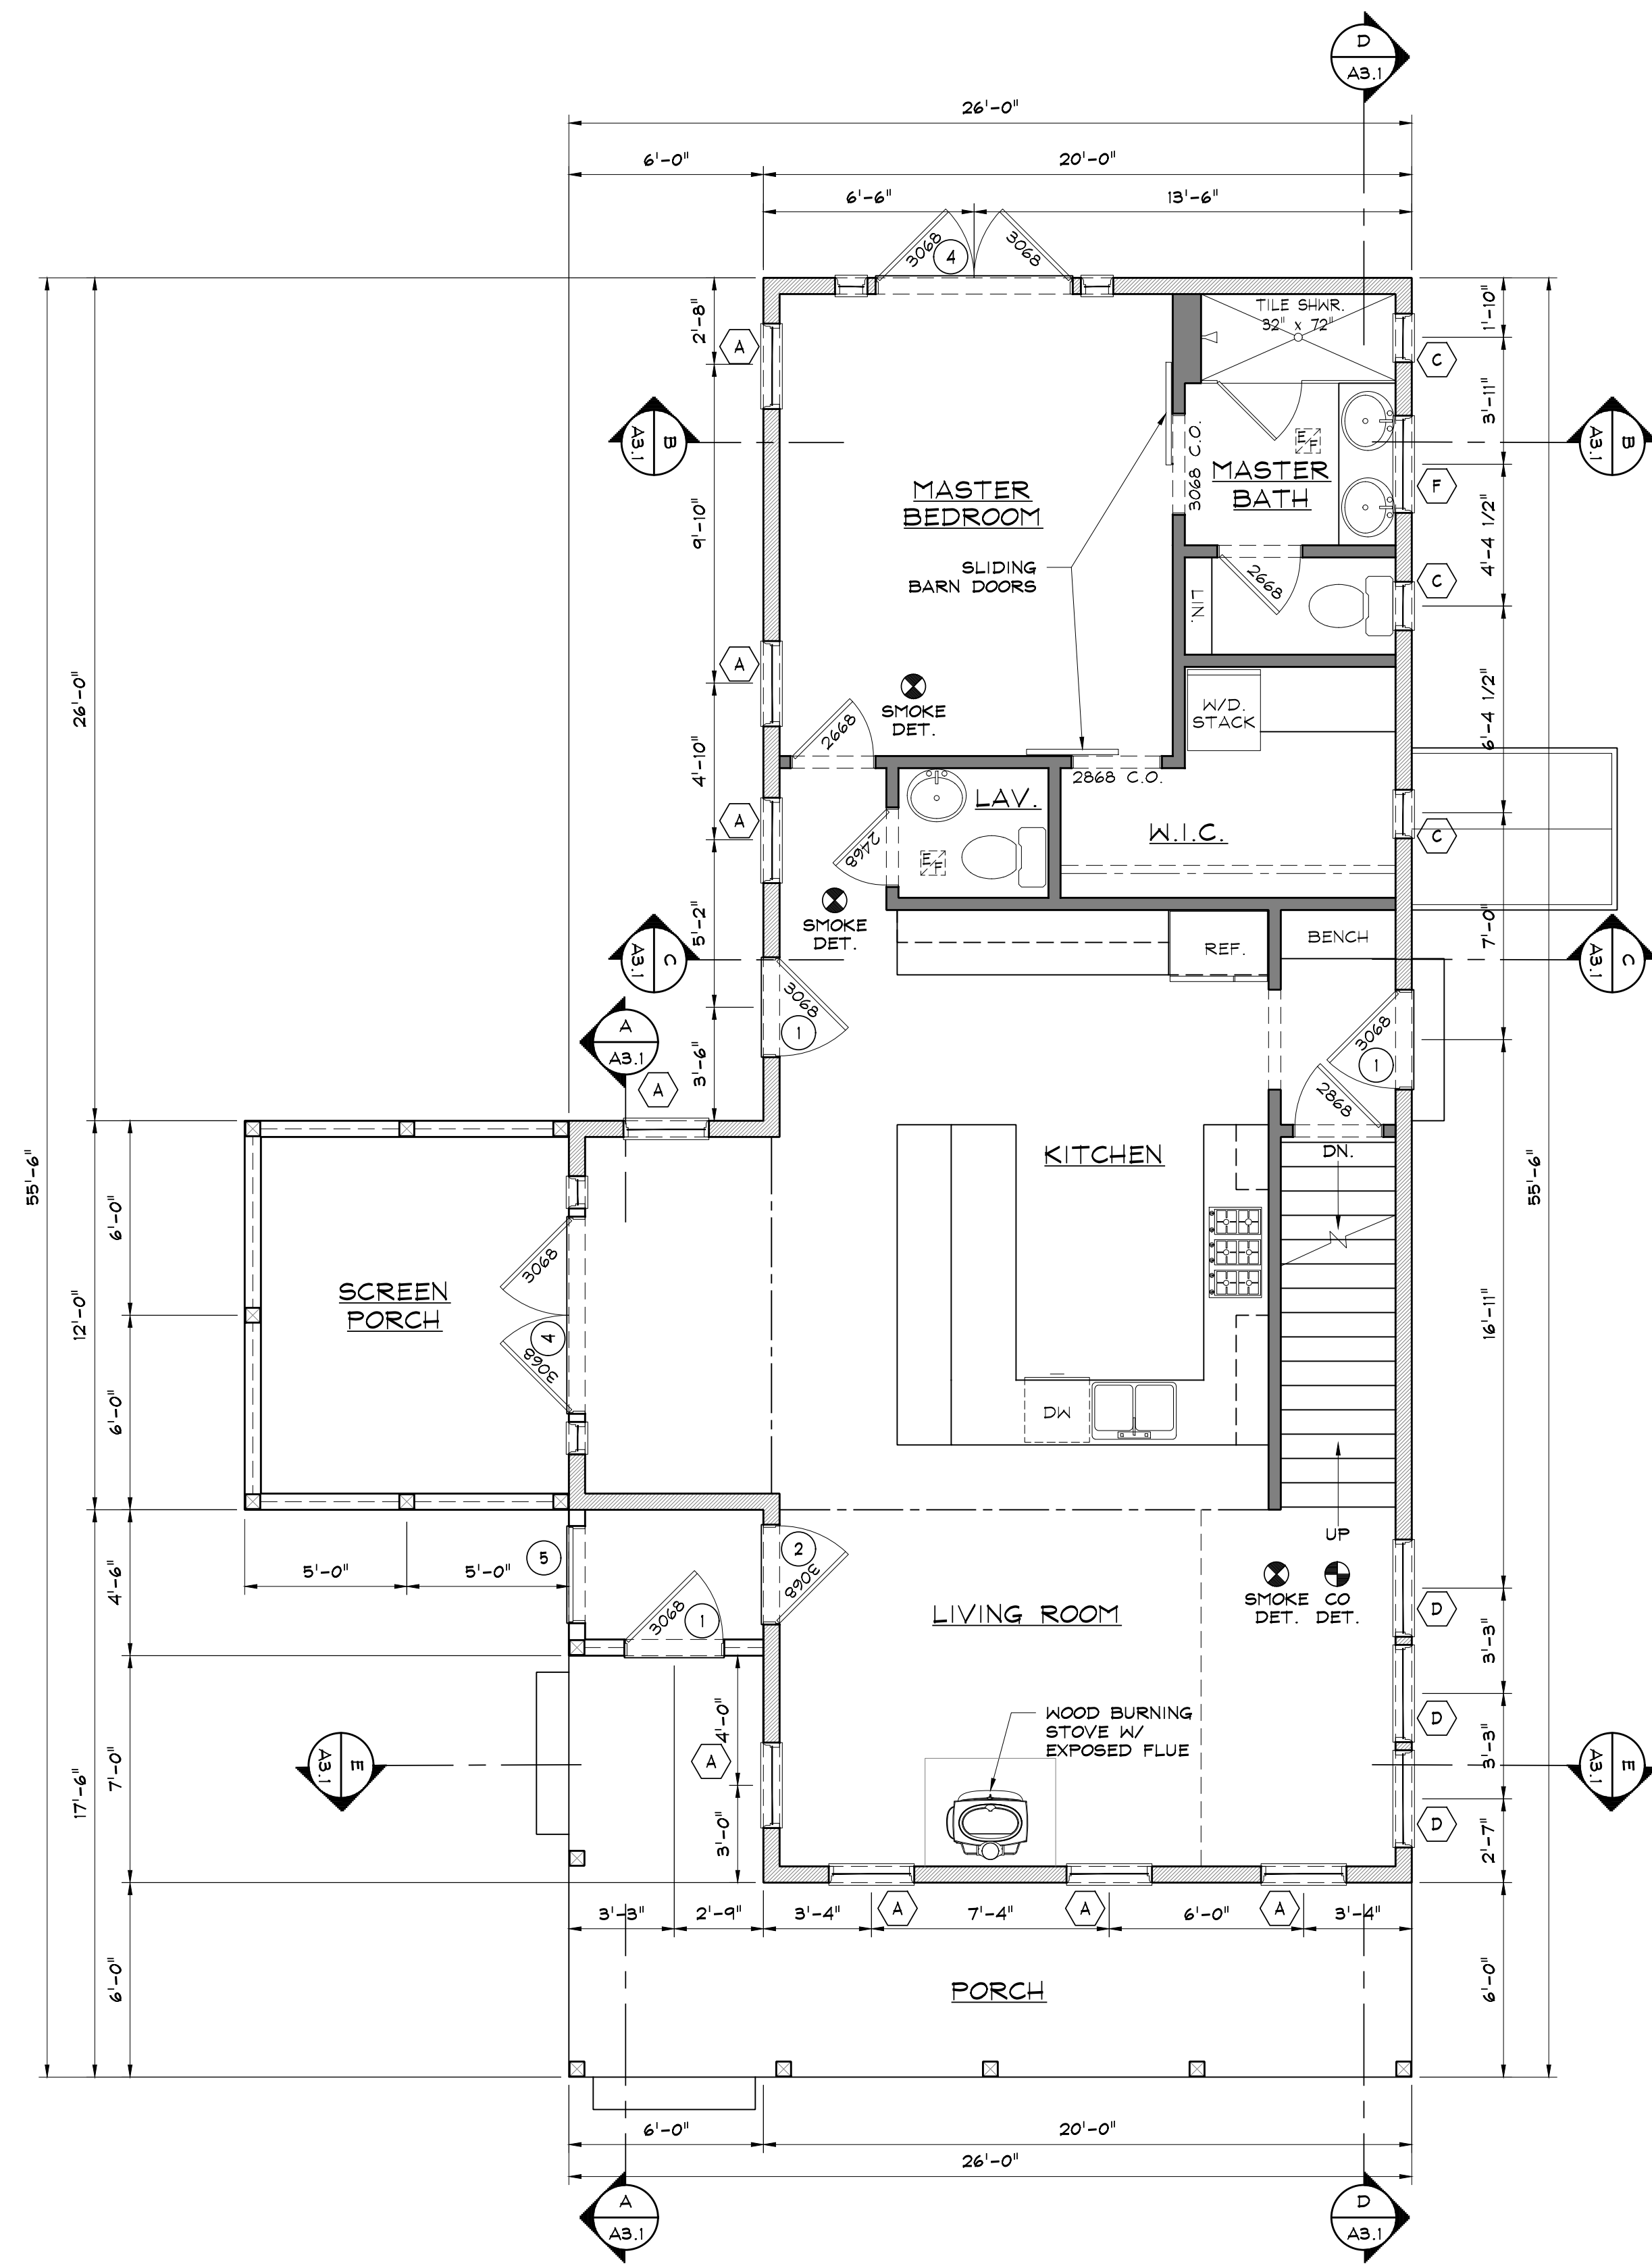 D
A3.1
26'-0"
6'-0"
20'-0"
6'-6"
13'-6"
3068
4
3068
TILE SHWR.
32" x 72"
2'-8"
1'-10"
A
C
3'-11"
B
A3.1
3068 C.O.
E
F
B
A3.1
MASTER
BEDROOM
MASTER
BATH
F
9'-10"
4'-4 1/2"
SLIDING
BARN DOORS
2668
LIN.
C
A
26'-0"
SMOKE
DET.
W/D.
STACK
6'-4 1/2"
2668
4'-10"
2868 C.O.
LAV.
A
W.I.C.
C
2468
E
F
5'-2"
SMOKE
DET.
REF.
BENCH
7'-0"
C
A3.1
C
A3.1
3068
1
A
A3.1
3'-6"
A
3068
1
2868
KITCHEN
DN.
55'-6"
55'-6"
6'-0"
3068
SCREEN
PORCH
12'-0"
4
3068
16'-11"
6'-0"
DW
UP
5
2
3068
5'-0"
5'-0"
4'-6"
3068
1
LIVING ROOM
SMOKE
DET.
CO
DET.
D
3'-3"
WOOD BURNING
STOVE W/
EXPOSED FLUE
4'-0"
D
A
7'-0"
17'-6"
E
A3.1
3'-3"
E
A3.1
3'-0"
D
2'-7"
3'-3"
2'-9"
3'-4"
A
7'-4"
A
6'-0"
A
3'-4"
6'-0"
PORCH
6'-0"
6'-0"
20'-0"
26'-0"
A
A3.1
D
A3.1